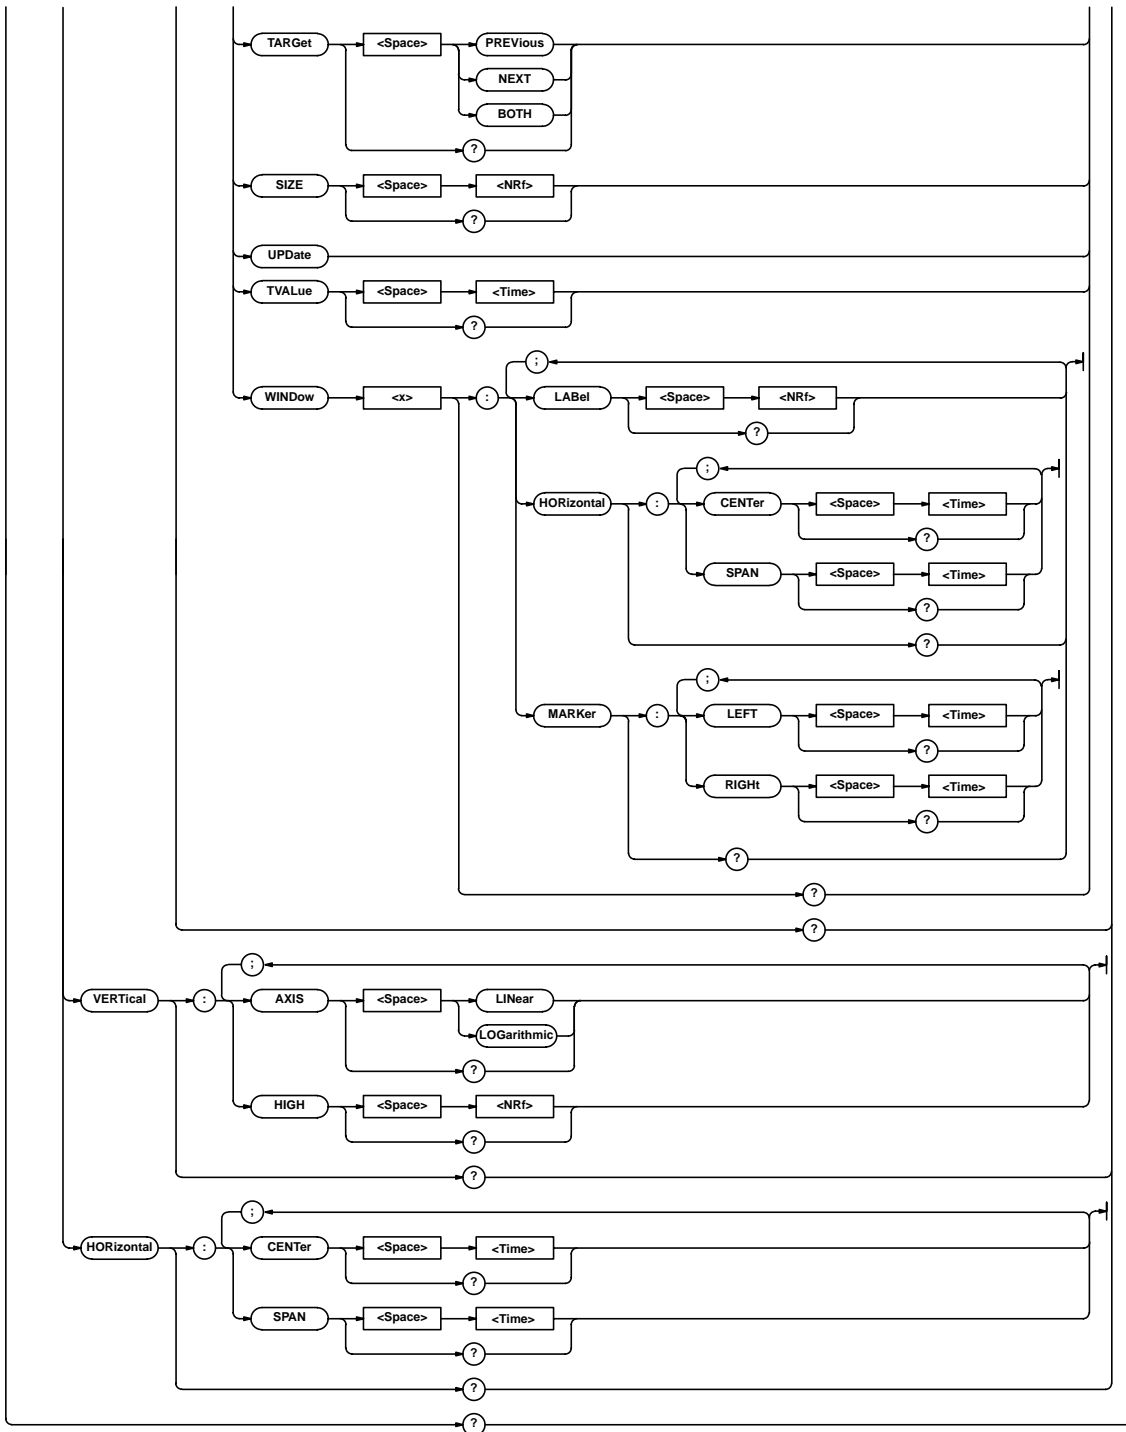 TARGet <Space> PREVious
NEXT
BOTH
?
SIZE <Space> <NRf>
?
UPDate
TVALue <Space> <Time>
?
;
WINDow <x> : LABel <Space> <NRf>
?
;
HORizontal : CENTer <Space> <Time>
?
SPAN <Space> <Time>
?
?
;
MARKer : LEFT <Space> <Time>
?
RIGHt <Space> <Time>
?
?
?
?
;
VERTical : AXIS <Space> LINear
LOGarithmic
?
HIGH <Space> <NRf>
?
?
;
HORizontal : CENTer <Space> <Time>
?
SPAN <Space> <Time>
?
?
?